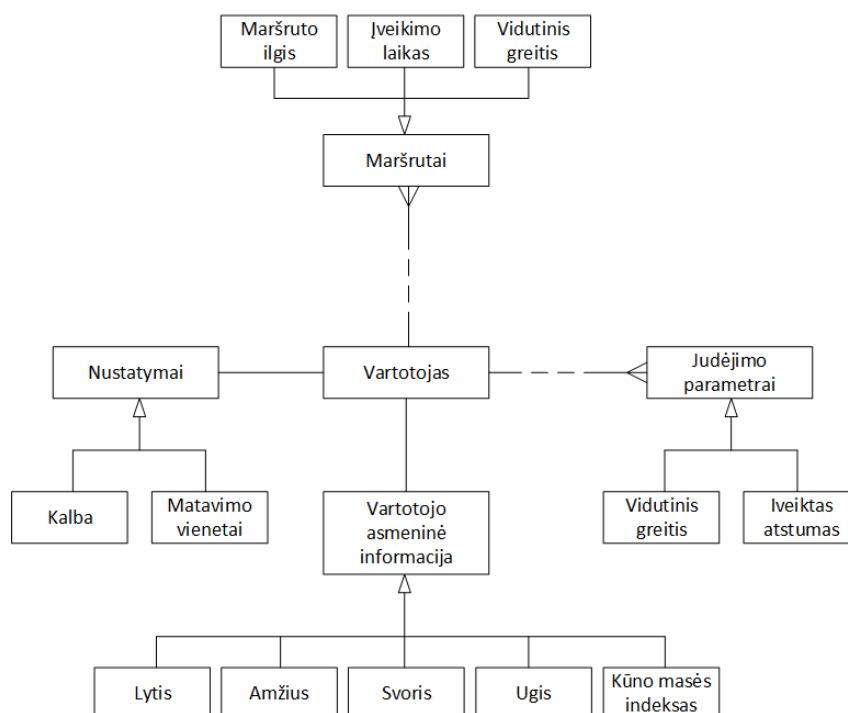 Maršruto
ilgis
Įveikimo
laikas
Vidutinis
greitis
Maršrutai
Nustatymai
Vartotojas
Judėjimo
parametrai
Kalba
Matavimo
vienetai
Vartotojo
asmeninė
informacija
Vidutinis
greitis
Iveiktas
atstumas
Lytis
Amžius
Svoris
Ugis
Kūno masės
indeksas